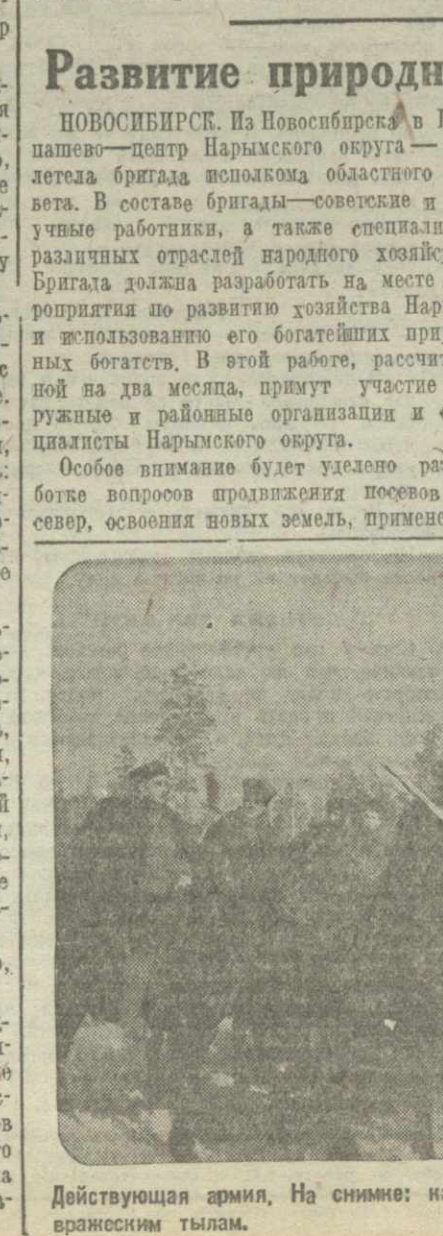 Развитие природн
НОВОСИБИРСК. Из Новосибирска в
пашево—центр Нарымского округа—
летела бригада исполкома областного
вета. В составе бригады—советские и
учные работники, а также специали
различных отраслей народного хозяйс
Бригада должна разработать на месте
роприятия по развитию хозяйства Нар
и использованию его богатейших при
ных богатств. В этой работе, рассчит
ной на два месяца, примут участие
ружные и районные организации и
циалисты Нарымского округа.
Особое внимание будет уделено раз
ботке вопросов продвижения посевов
север, освоения новых земель, примене
Действующая армия. На снимке: ка
вражеским тылам.